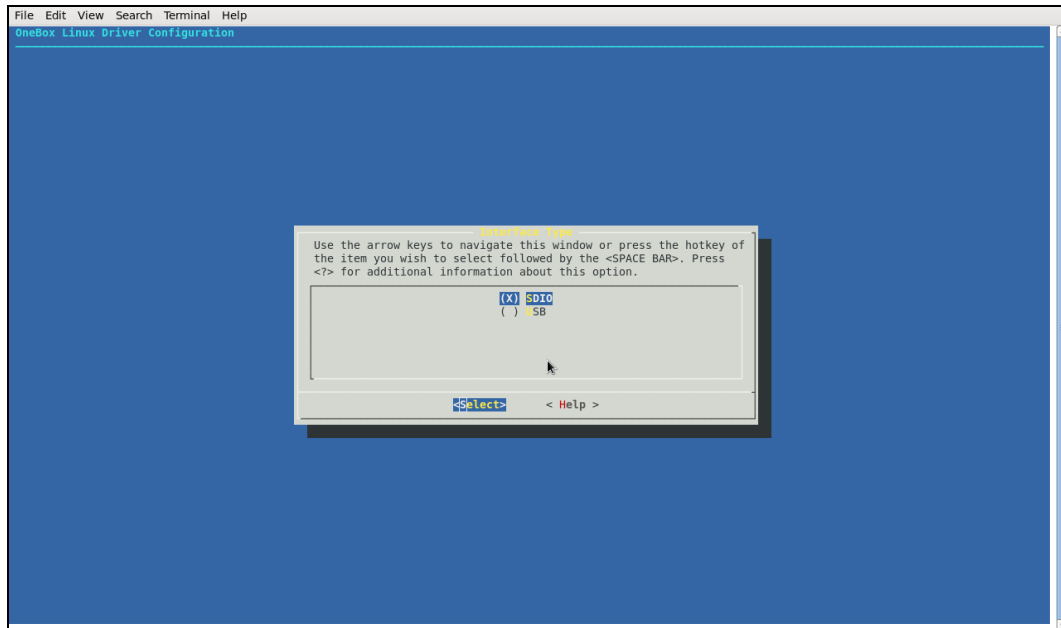 File Edit View Search Terminal Help
OneBox Linux Driver Configuration
Interface Type
Use the arrow keys to navigate this window or press the hotkey of
the item you wish to select followed by the <SPACE BAR>. Press
<?> for additional information about this option.
(X) SDIO
( ) USB
<Select> < Help >